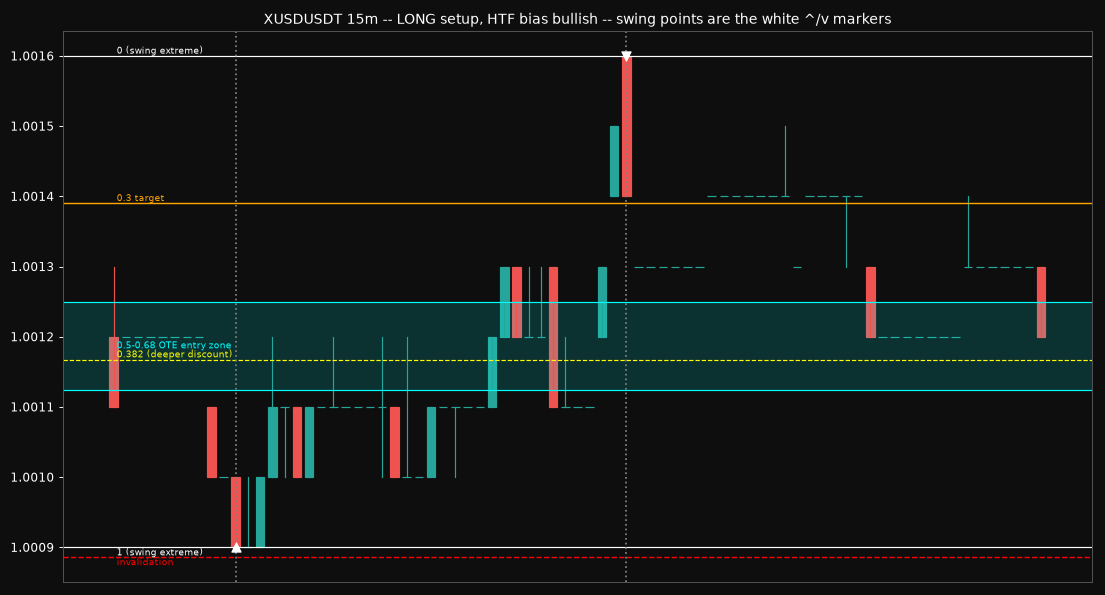 XUSDUSDT 15m -- LONG setup, HTF bias bullish -- swing points are the white ^/v markers
1.0016
0 (swing extreme)
1.0015
1.0014
0.3 target
1.0013
1.0012
0.5-0.68 OTE entry zone
0.382 (deeper discount)
1.0011
1.0010
1.0009
1 (swing extreme)
invalidation